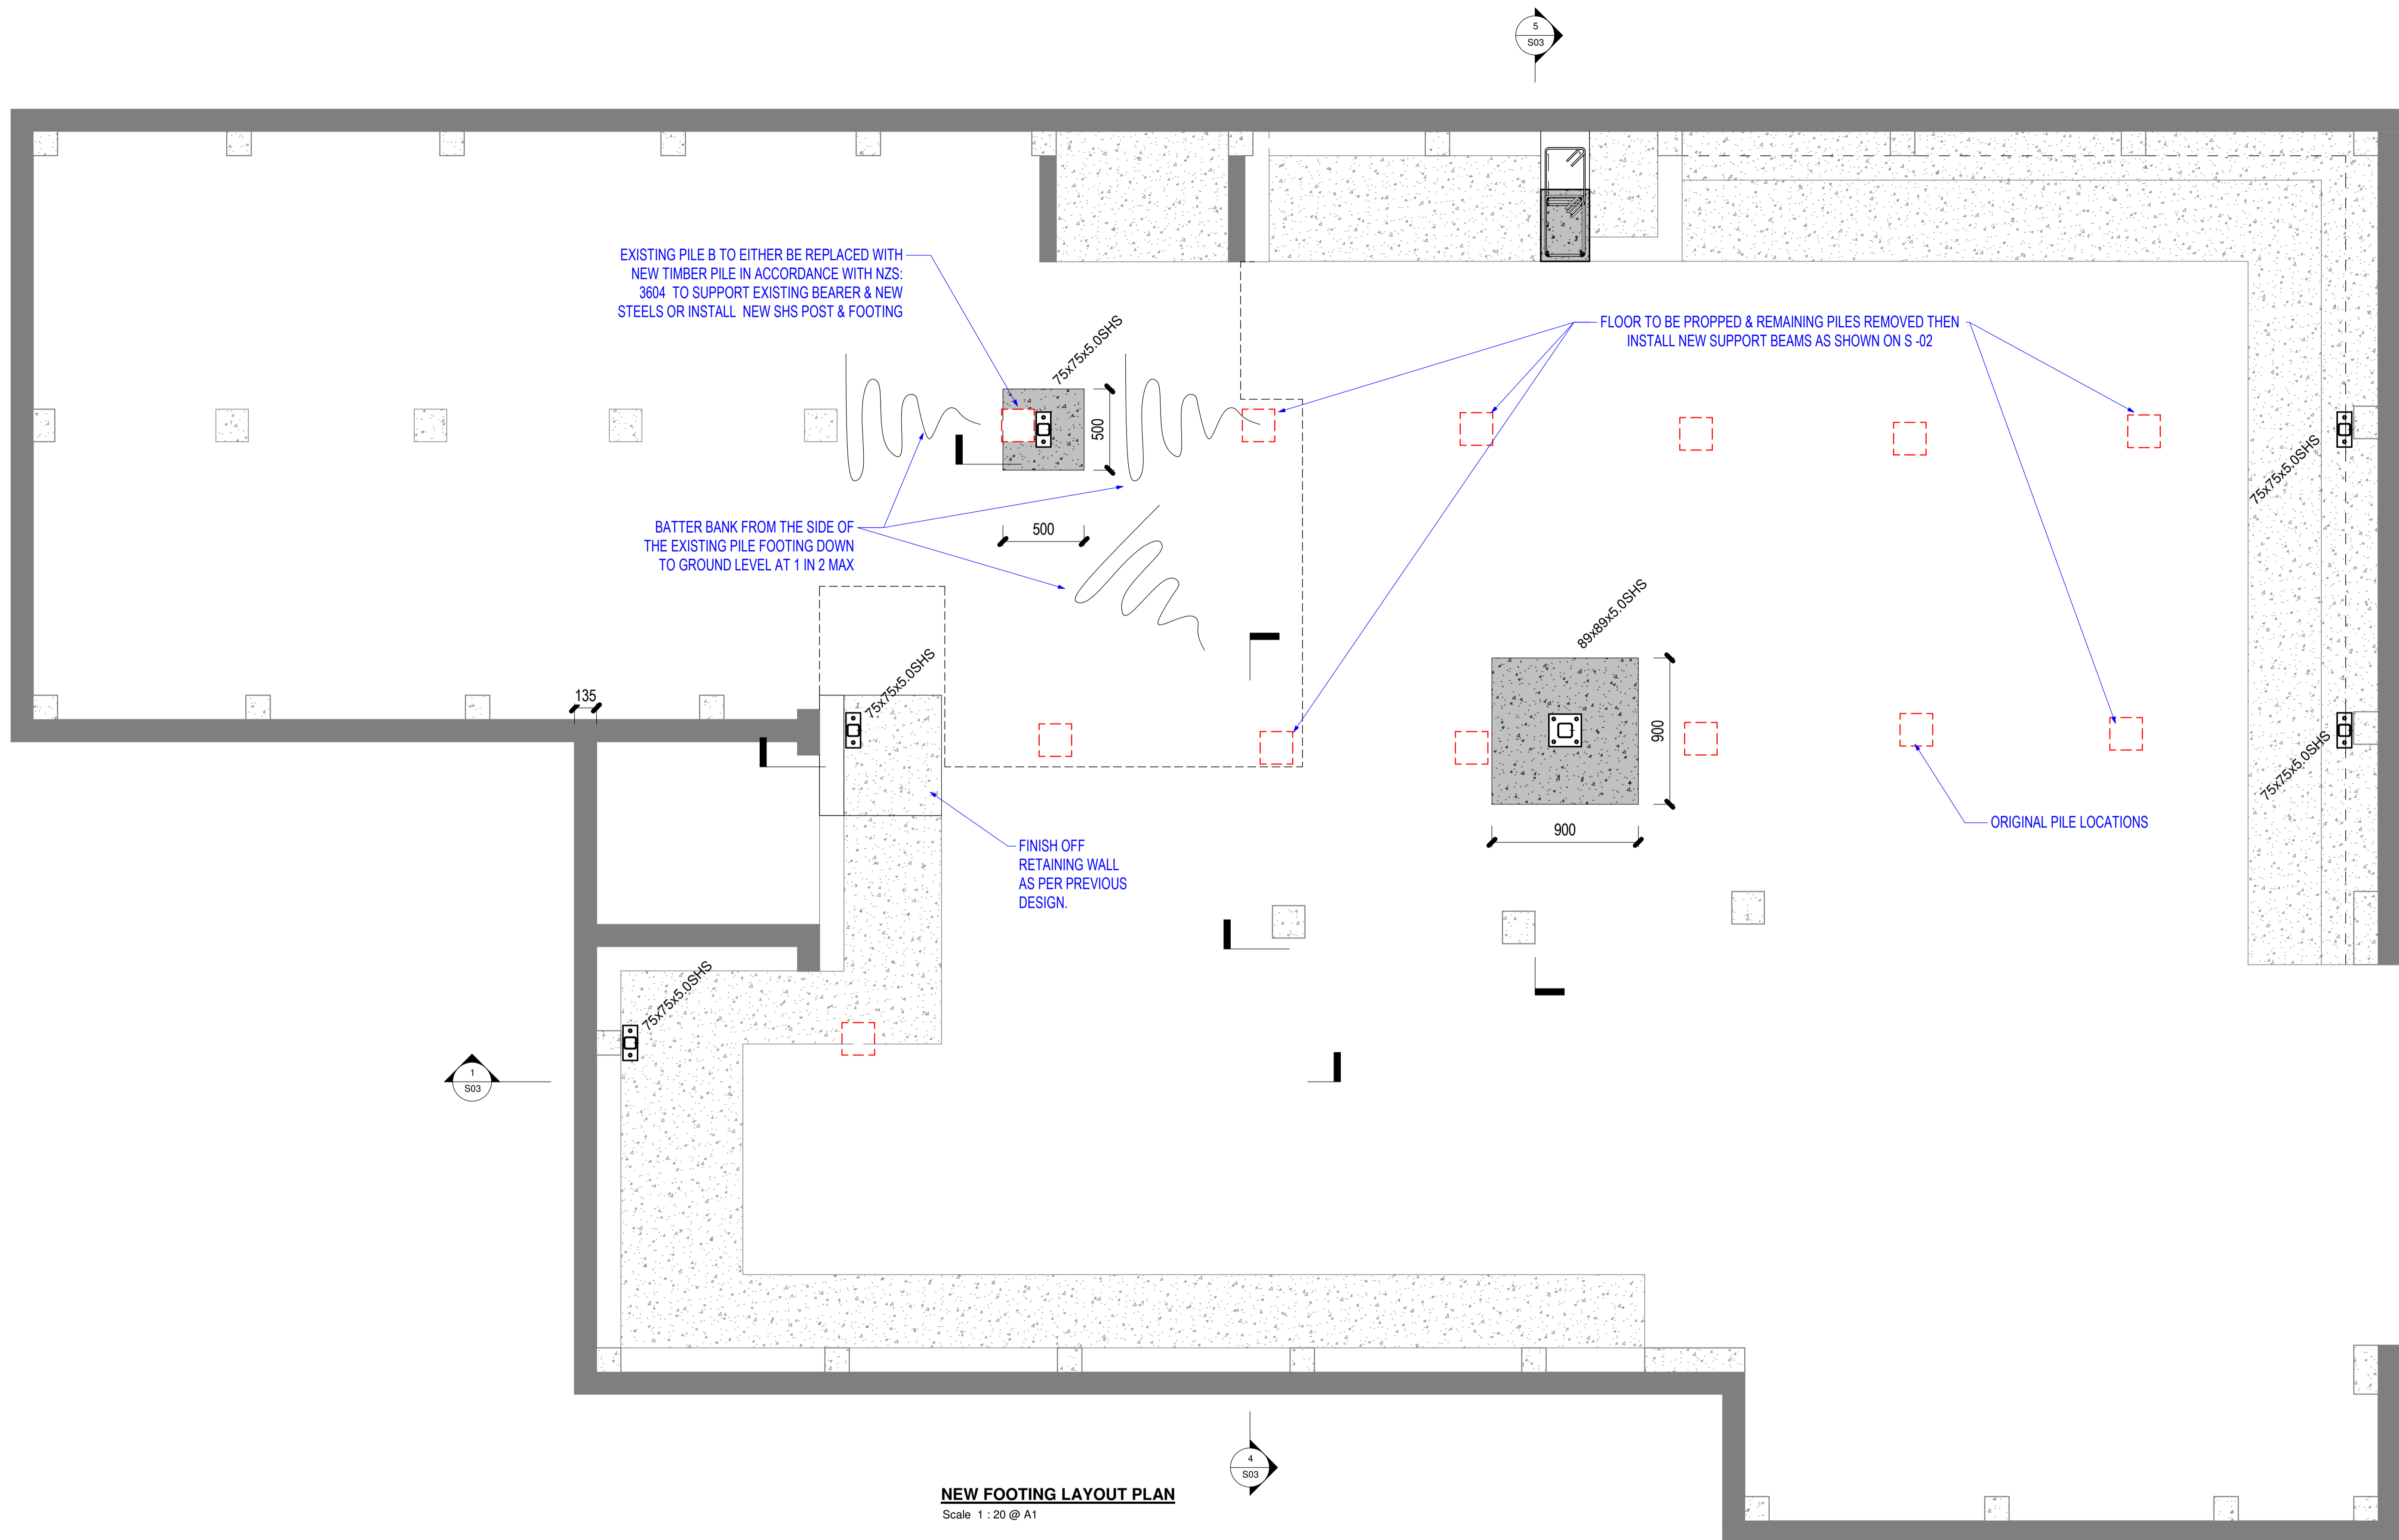 5
S03
EXISTING PILE B TO EITHER BE REPLACED WITH
NEW TIMBER PILE IN ACCORDANCE WITH NZS:
3604 TO SUPPORT EXISTING BEARER & NEW
STEELS OR INSTALL NEW SHS POST & FOOTING
75x75x5.0SHS
FLOOR TO BE PROPPED & REMAINING PILES REMOVED THEN
INSTALL NEW SUPPORT BEAMS AS SHOWN ON S -02
500
500
75x75x5.0SHS
BATTER BANK FROM THE SIDE OF
THE EXISTING PILE FOOTING DOWN
TO GROUND LEVEL AT 1 IN 2 MAX
89x89x5.0SHS
135
75x75x5.0SHS
900
900
75x75x5.0SHS
ORIGINAL PILE LOCATIONS
FINISH OFF
RETAINING WALL
AS PER PREVIOUS
DESIGN.
75x75x5.0SHS
1
S03
4
S03
NEW FOOTING LAYOUT PLAN
Scale 1 : 20 @ A1